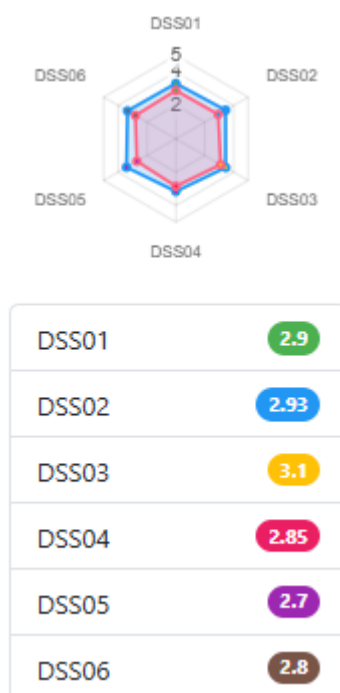 DSS01
5
4
DSS06
DSS02
2
DSS05
DSS03
DSS04
DSS01 2.9
DSS02 2.93
DSS03 3.1
DSS04 2.85
DSS05 2.7
DSS06 2.8